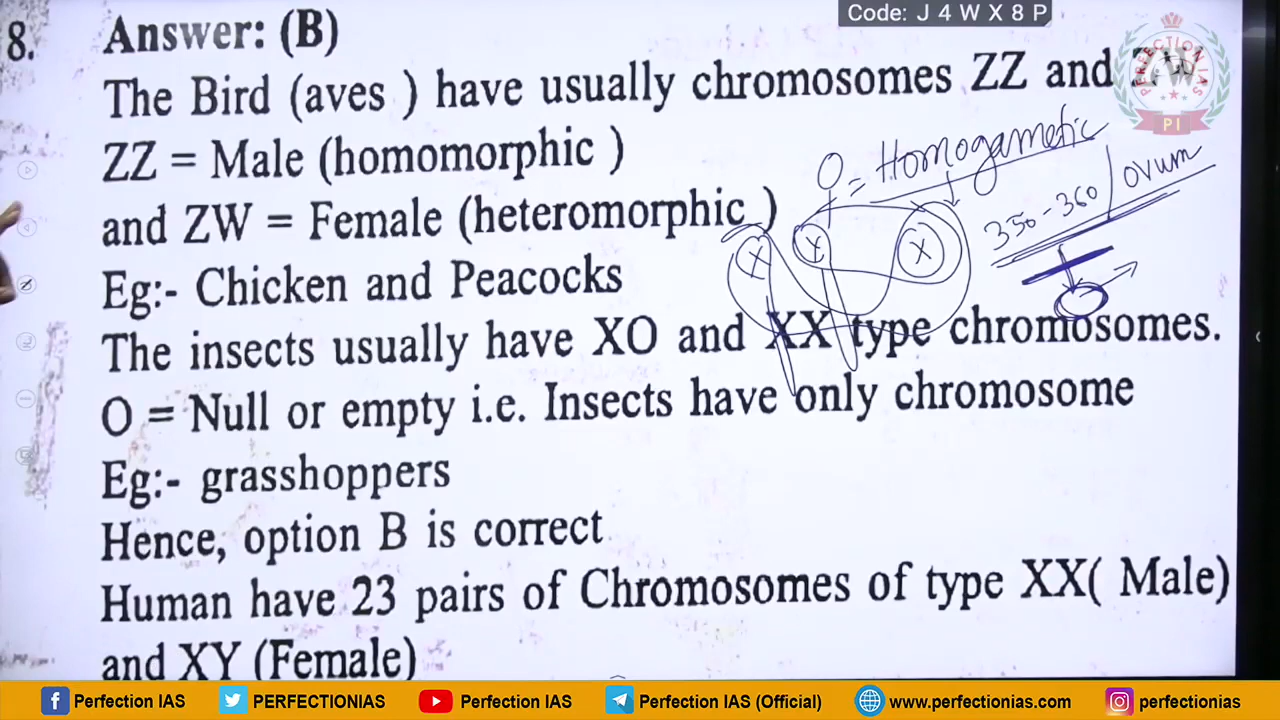 Code: J 4 W X 8 P
8. Answer: (B)
The Bird (aves ) have usually chromosomes ZZ and
ZZ = Male (homomorphic )
and ZW = Female (heteromorphic )
Eg:- Chicken and Peacocks
The insects usually have XO and XX type chromosomes.
O = Null or empty i.e. Insects have only chromosome
Eg:- grasshoppers
Hence, option B is correct
Human have 23 pairs of Chromosomes of type XX( Male)
and XY (Female)
= Homogametic
350-360 / ovum
X X X
PERFECTION IAS
PI
Perfection IAS
PERFECTIONIAS
Perfection IAS
Perfection IAS (Official)
www.perfectionias.com
perfectionias